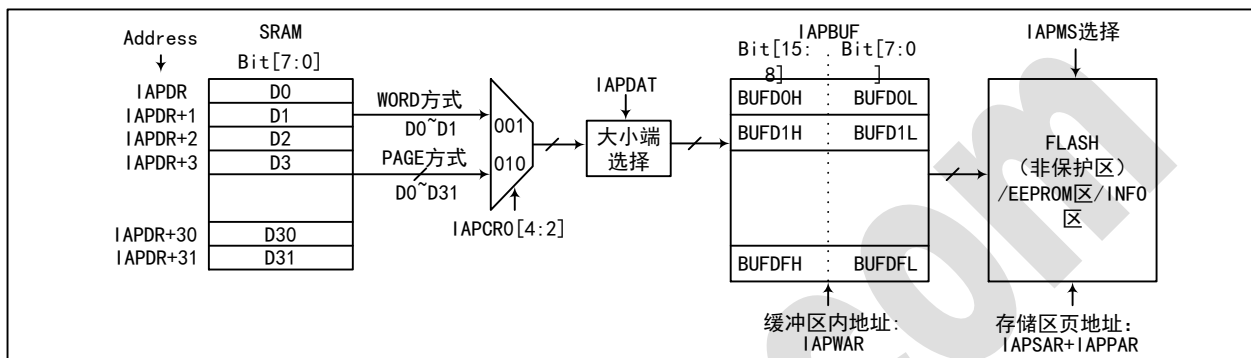 Address
SRAM
Bit[7:0]
IAPDR
D0
IAPDR+1
D1
IAPDR+2
D2
IAPDR+3
D3
IAPDR+30
D30
IAPDR+31
D31
WORD方式
D0~D1
PAGE方式
D0~D31
001
010
IAPCR0[4:2]
IAPDAT
大小端
选择
IAPBUF
Bit[15:
8]
Bit[7:0
]
BUFD0H
BUFD0L
BUFD1H
BUFD1L
BUFDFH
BUFDFL
缓冲区内地址:
IAPWAR
IAPMS选择
FLASH
（非保护区）
/EEPROM区/INFO
区
存储区页地址：
IAPSAR+IAPPAR
com